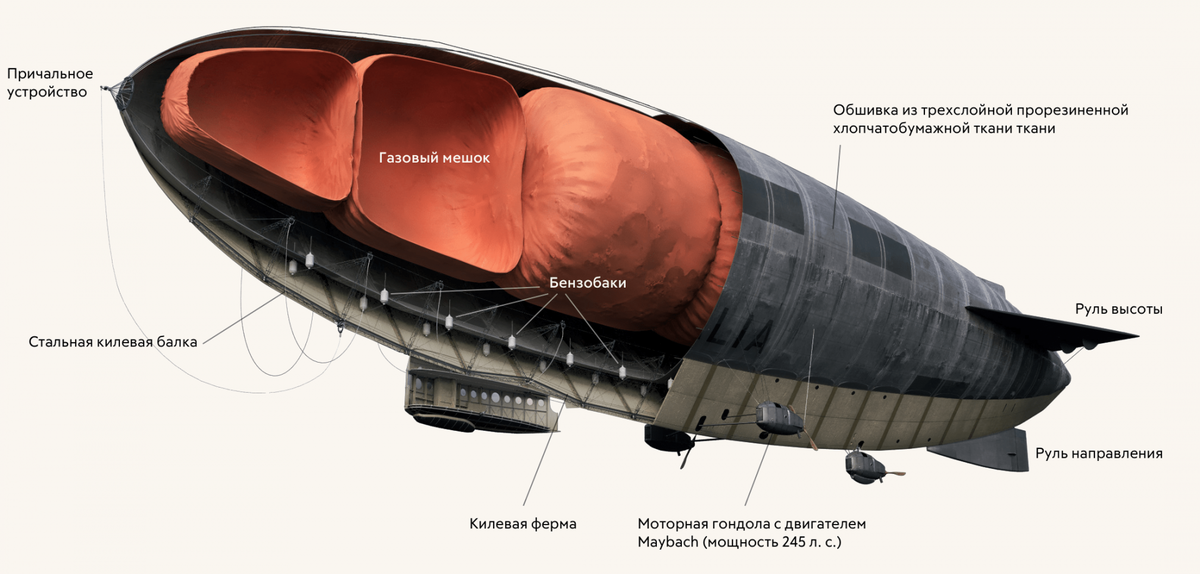 Причальное
устройство
Обшивка из трехслойной прорезиненной
хлопчатобумажной ткани ткани
Газовый мешок
Бензобаки
Руль высоты
LIA
Стальная килевая балка
Руль направления
Килевая ферма
Моторная гондола с двигателем
Maybach (мощность 245 л. с.)